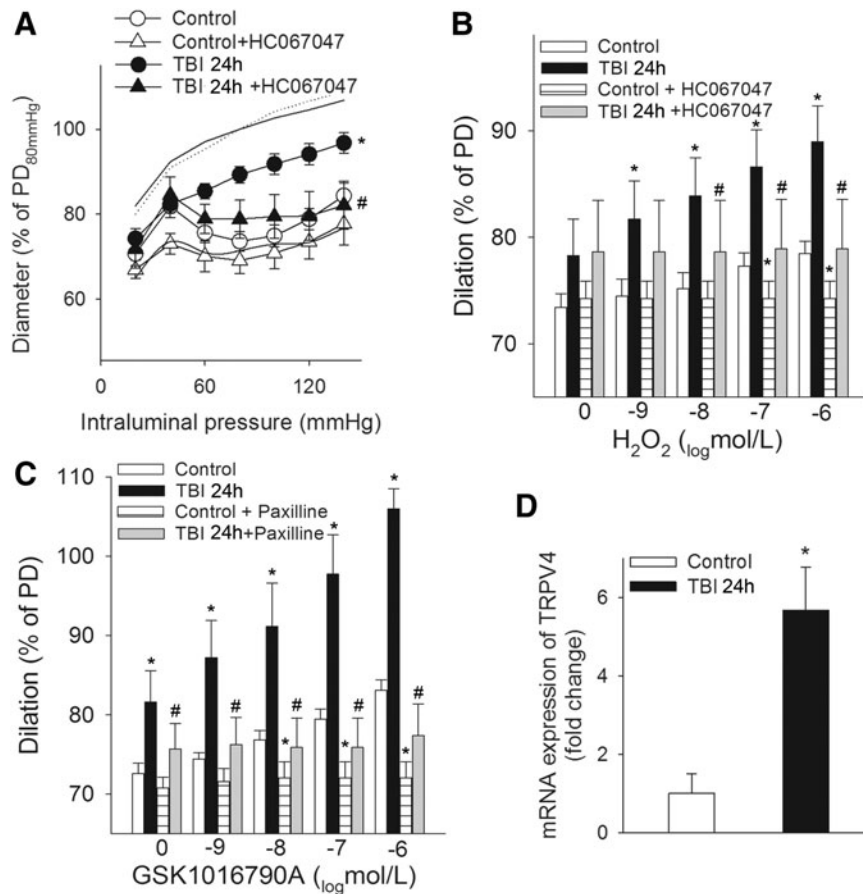 A
Control
Control+HC067047
TBI 24h
TBI 24h +HC067047
Diameter (% of PD80mmHg)
100
80
60
*
#
0 60 120
Intraluminal pressure (mmHg)
B
Control
TBI 24h
Control + HC067047
TBI 24h +HC067047
Dilation (% of PD)
90
80
70
* * * *
# # #
* *
0 -9 -8 -7 -6
H2O2 (logmol/L)
C
Control
TBI 24h
Control + Paxilline
TBI 24h+Paxilline
Dilation (% of PD)
110
100
90
80
70
* * * * *
# # # # #
* * *
0 -9 -8 -7 -6
GSK1016790A (logmol/L)
D
Control
TBI 24h
mRNA expression of TRPV4
(fold change)
6
4
2
0
*